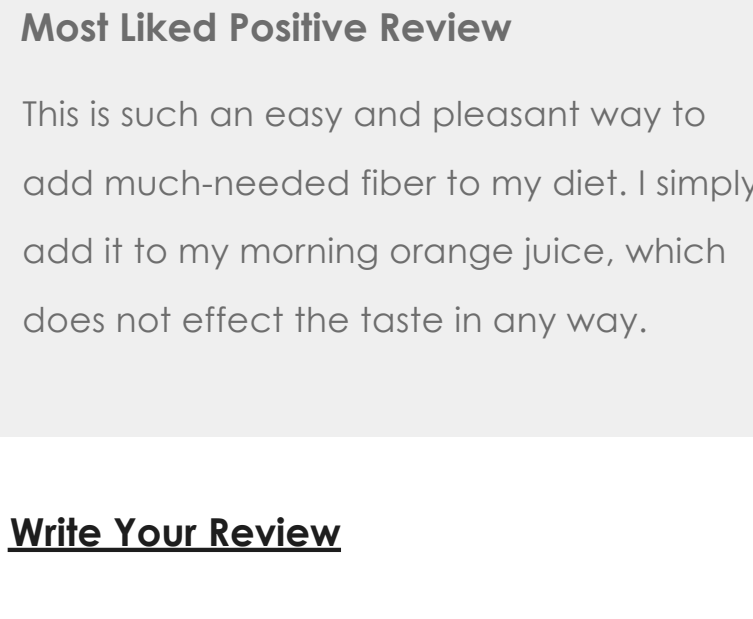 Most Liked Positive Review
This is such an easy and pleasant way to
add much-needed fiber to my diet. I simply
add it to my morning orange juice, which
does not effect the taste in any way.
Write Your Review